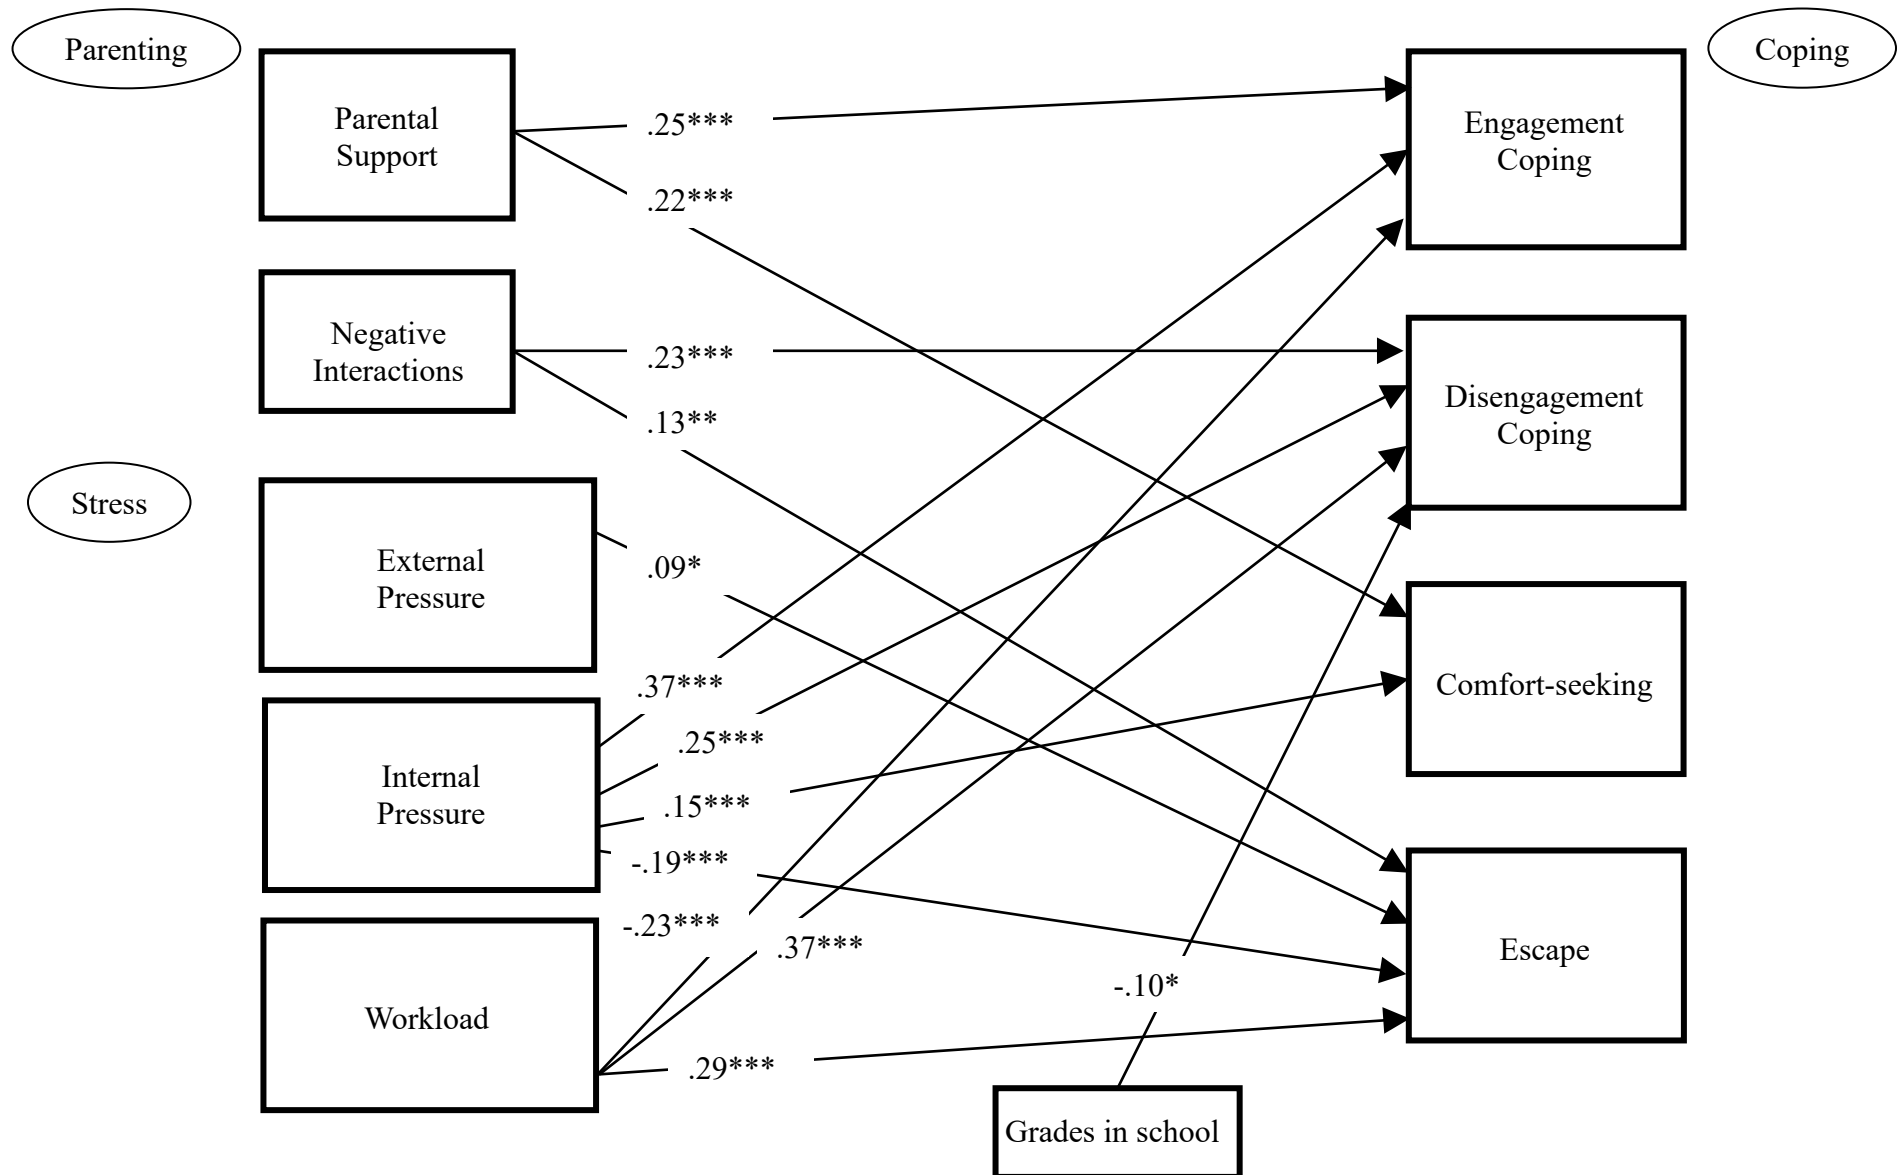 Parenting
Coping
Parental
Support
.25***
Engagement
Coping
.22***
Negative
Interactions
.23***
Disengagement
Coping
.13**
Stress
External
Pressure
.09*
.37***
Comfort-seeking
.25***
Internal
Pressure
.15***
-.19***
-.23***
.37***
Escape
-.10*
Workload
.29***
Grades in school